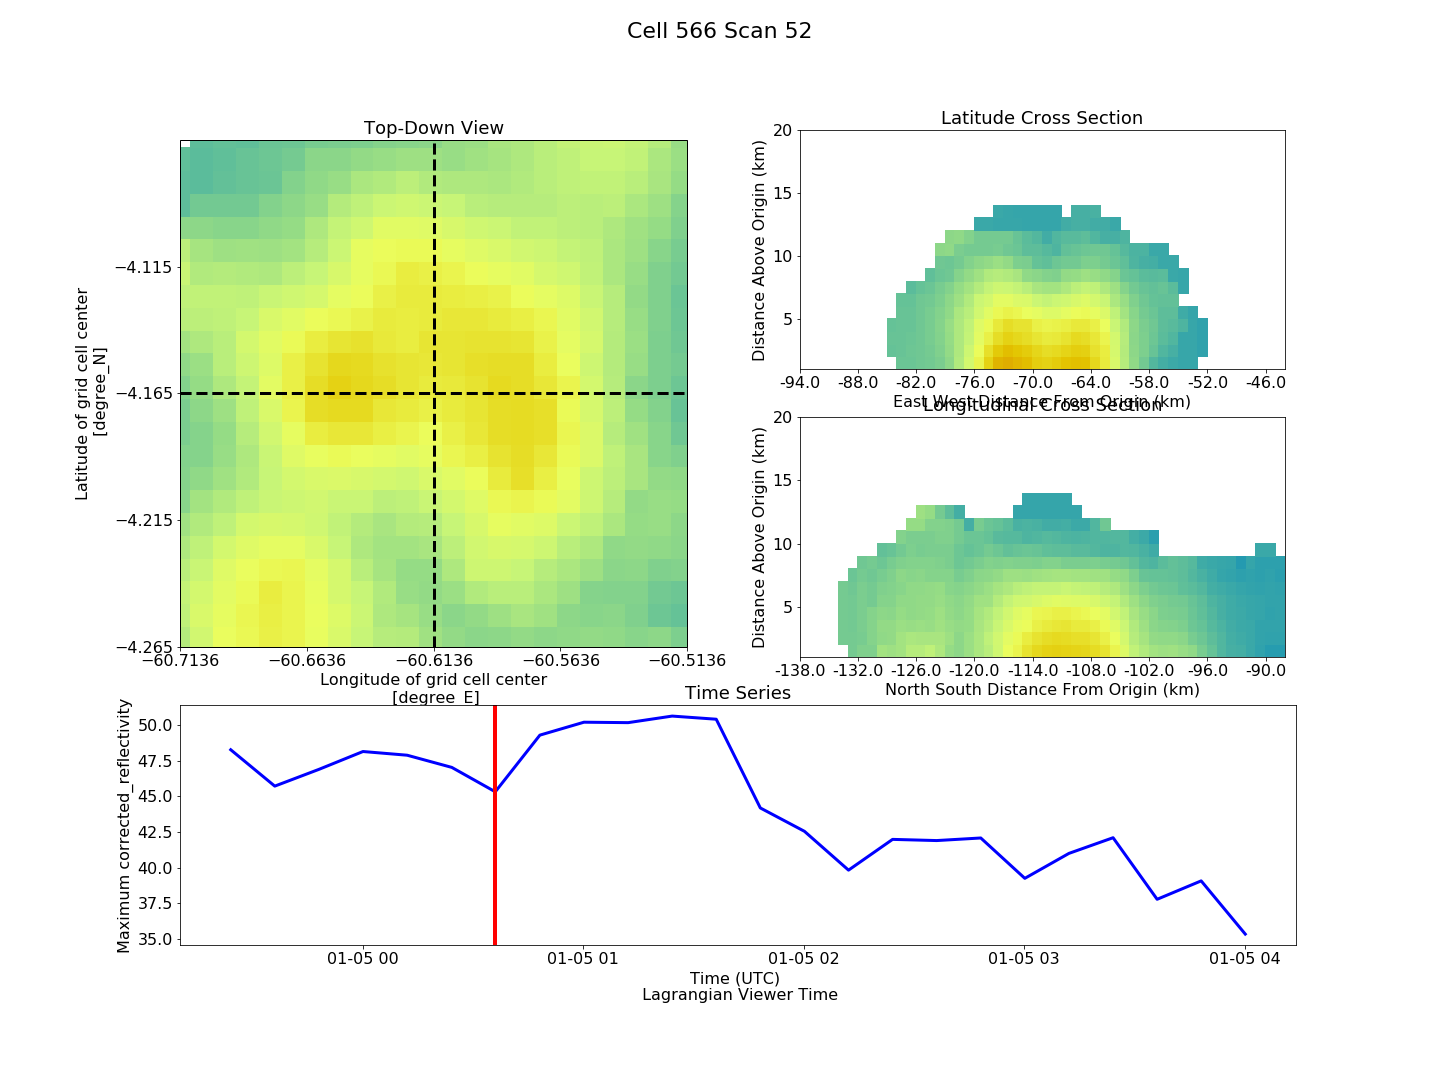 Cell 566 Scan 52
Top-Down View
−4.115
−4.165
−4.215
−4.265
Latitude of grid cell center
[degree_N]
−60.7136 −60.6636 −60.6136 −60.5636 −60.5136
Longitude of grid cell center
[degree_E]
Latitude Cross Section
20
15
10
5
Distance Above Origin (km)
-94.0 -88.0 -82.0 -76.0 -70.0 -64.0 -58.0 -52.0 -46.0
East West Distance From Origin (km)
Longitudinal Cross Section
20
15
10
5
Distance Above Origin (km)
-138.0 -132.0 -126.0 -120.0 -114.0 -108.0 -102.0 -96.0 -90.0
North South Distance From Origin (km)
Time Series
50.0
47.5
45.0
42.5
40.0
37.5
35.0
Maximum corrected_reflectivity
01-05 00 01-05 01 01-05 02 01-05 03 01-05 04
Time (UTC)
Lagrangian Viewer Time